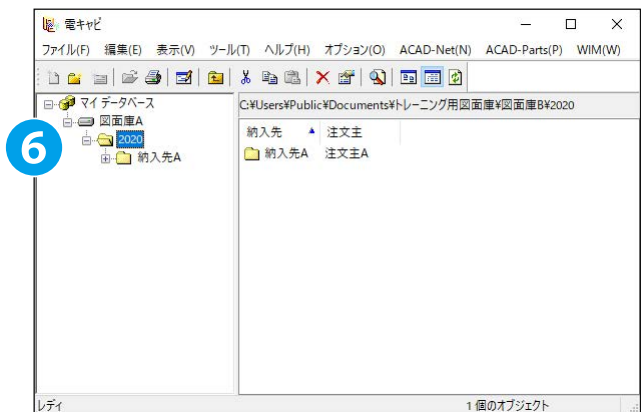 電キャビ
ファイル(F) 編集(E) 表示(V) ツール(T) ヘルプ(H) オプション(O) ACAD-Net(N) ACAD-Parts(P) WIM(W)
マイ データベース
図面庫A
2020
納入先A
6
C:¥Users¥Public¥Documents¥トレーニング用図面庫¥図面庫B¥2020
納入先 注文主
納入先A 注文主A
レディ 1 個のオブジェクト